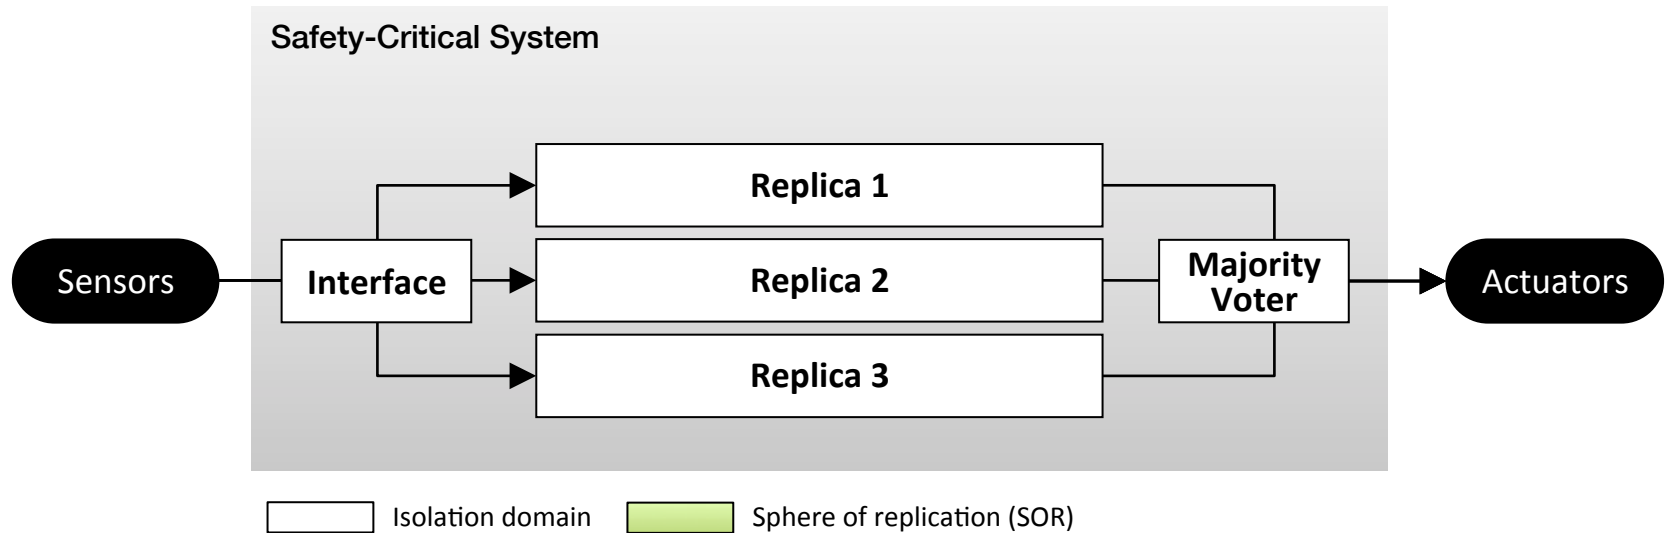 Safety-Critical System
Replica 1
Sensors
Interface
Replica 2
Majority
Voter
Actuators
Replica 3
Isolation domain
Sphere of replication (SOR)